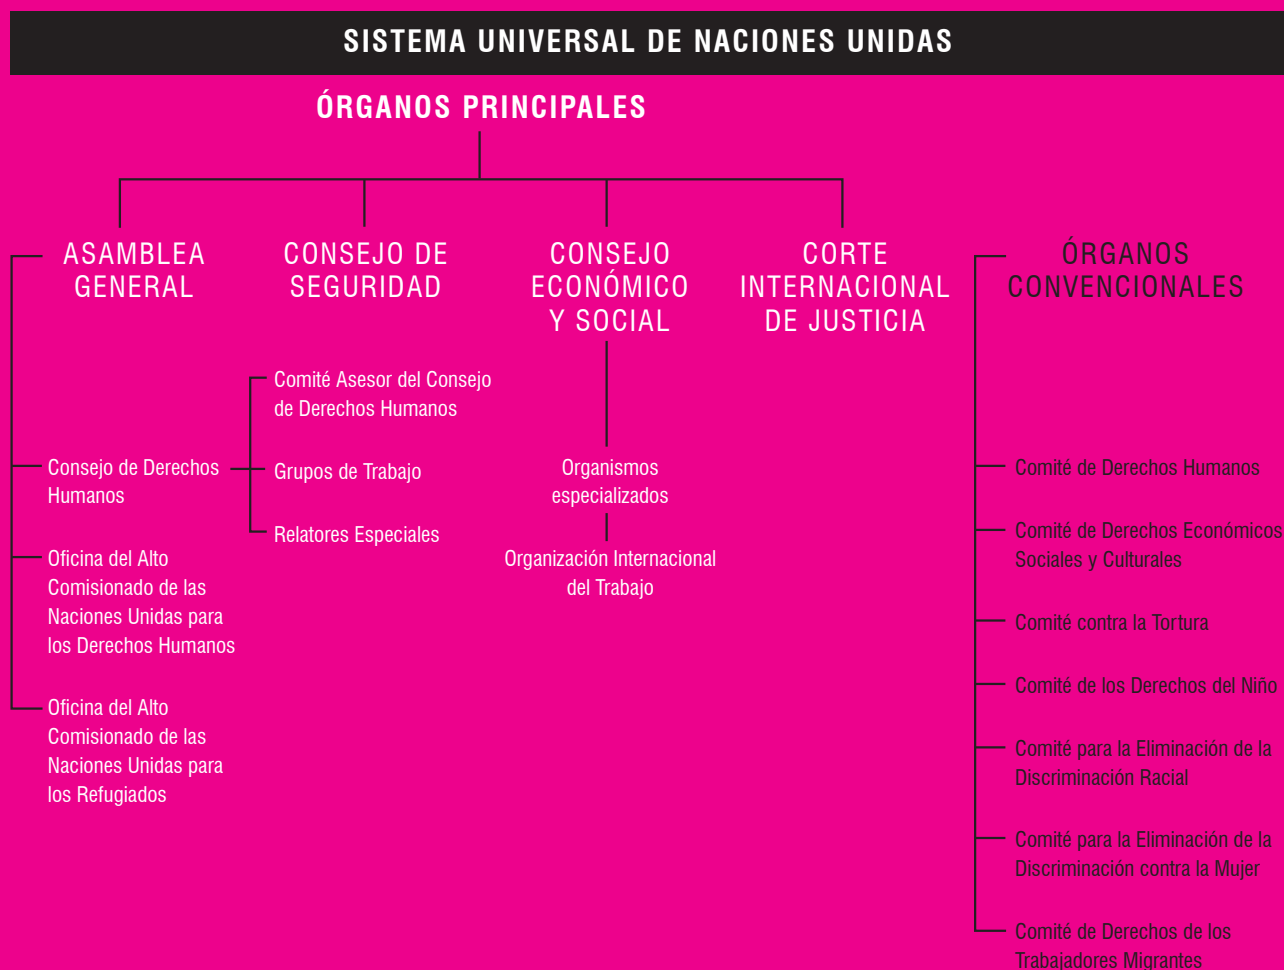 SISTEMA UNIVERSAL DE NACIONES UNIDAS
ÓRGANOS PRINCIPALES
ASAMBLEA
GENERAL
CONSEJO DE
SEGURIDAD
CONSEJO
ECONÓMICO
Y SOCIAL
CORTE
INTERNACIONAL
DE JUSTICIA
ÓRGANOS
CONVENCIONALES
Consejo de Derechos
Humanos
Oficina del Alto
Comisionado de las
Naciones Unidas para
los Derechos Humanos
Oficina del Alto
Comisionado de las
Naciones Unidas para
los Refugiados
Comité Asesor del Consejo
de Derechos Humanos
Grupos de Trabajo
Relatores Especiales
Organismos
especializados
Organización Internacional
del Trabajo
Comité de Derechos Humanos
Comité de Derechos Económicos
Sociales y Culturales
Comité contra la Tortura
Comité de los Derechos del Niño
Comité para la Eliminación de la
Discriminación Racial
Comité para la Eliminación de la
Discriminación contra la Mujer
Comité de Derechos de los
Trabajadores Migrantes